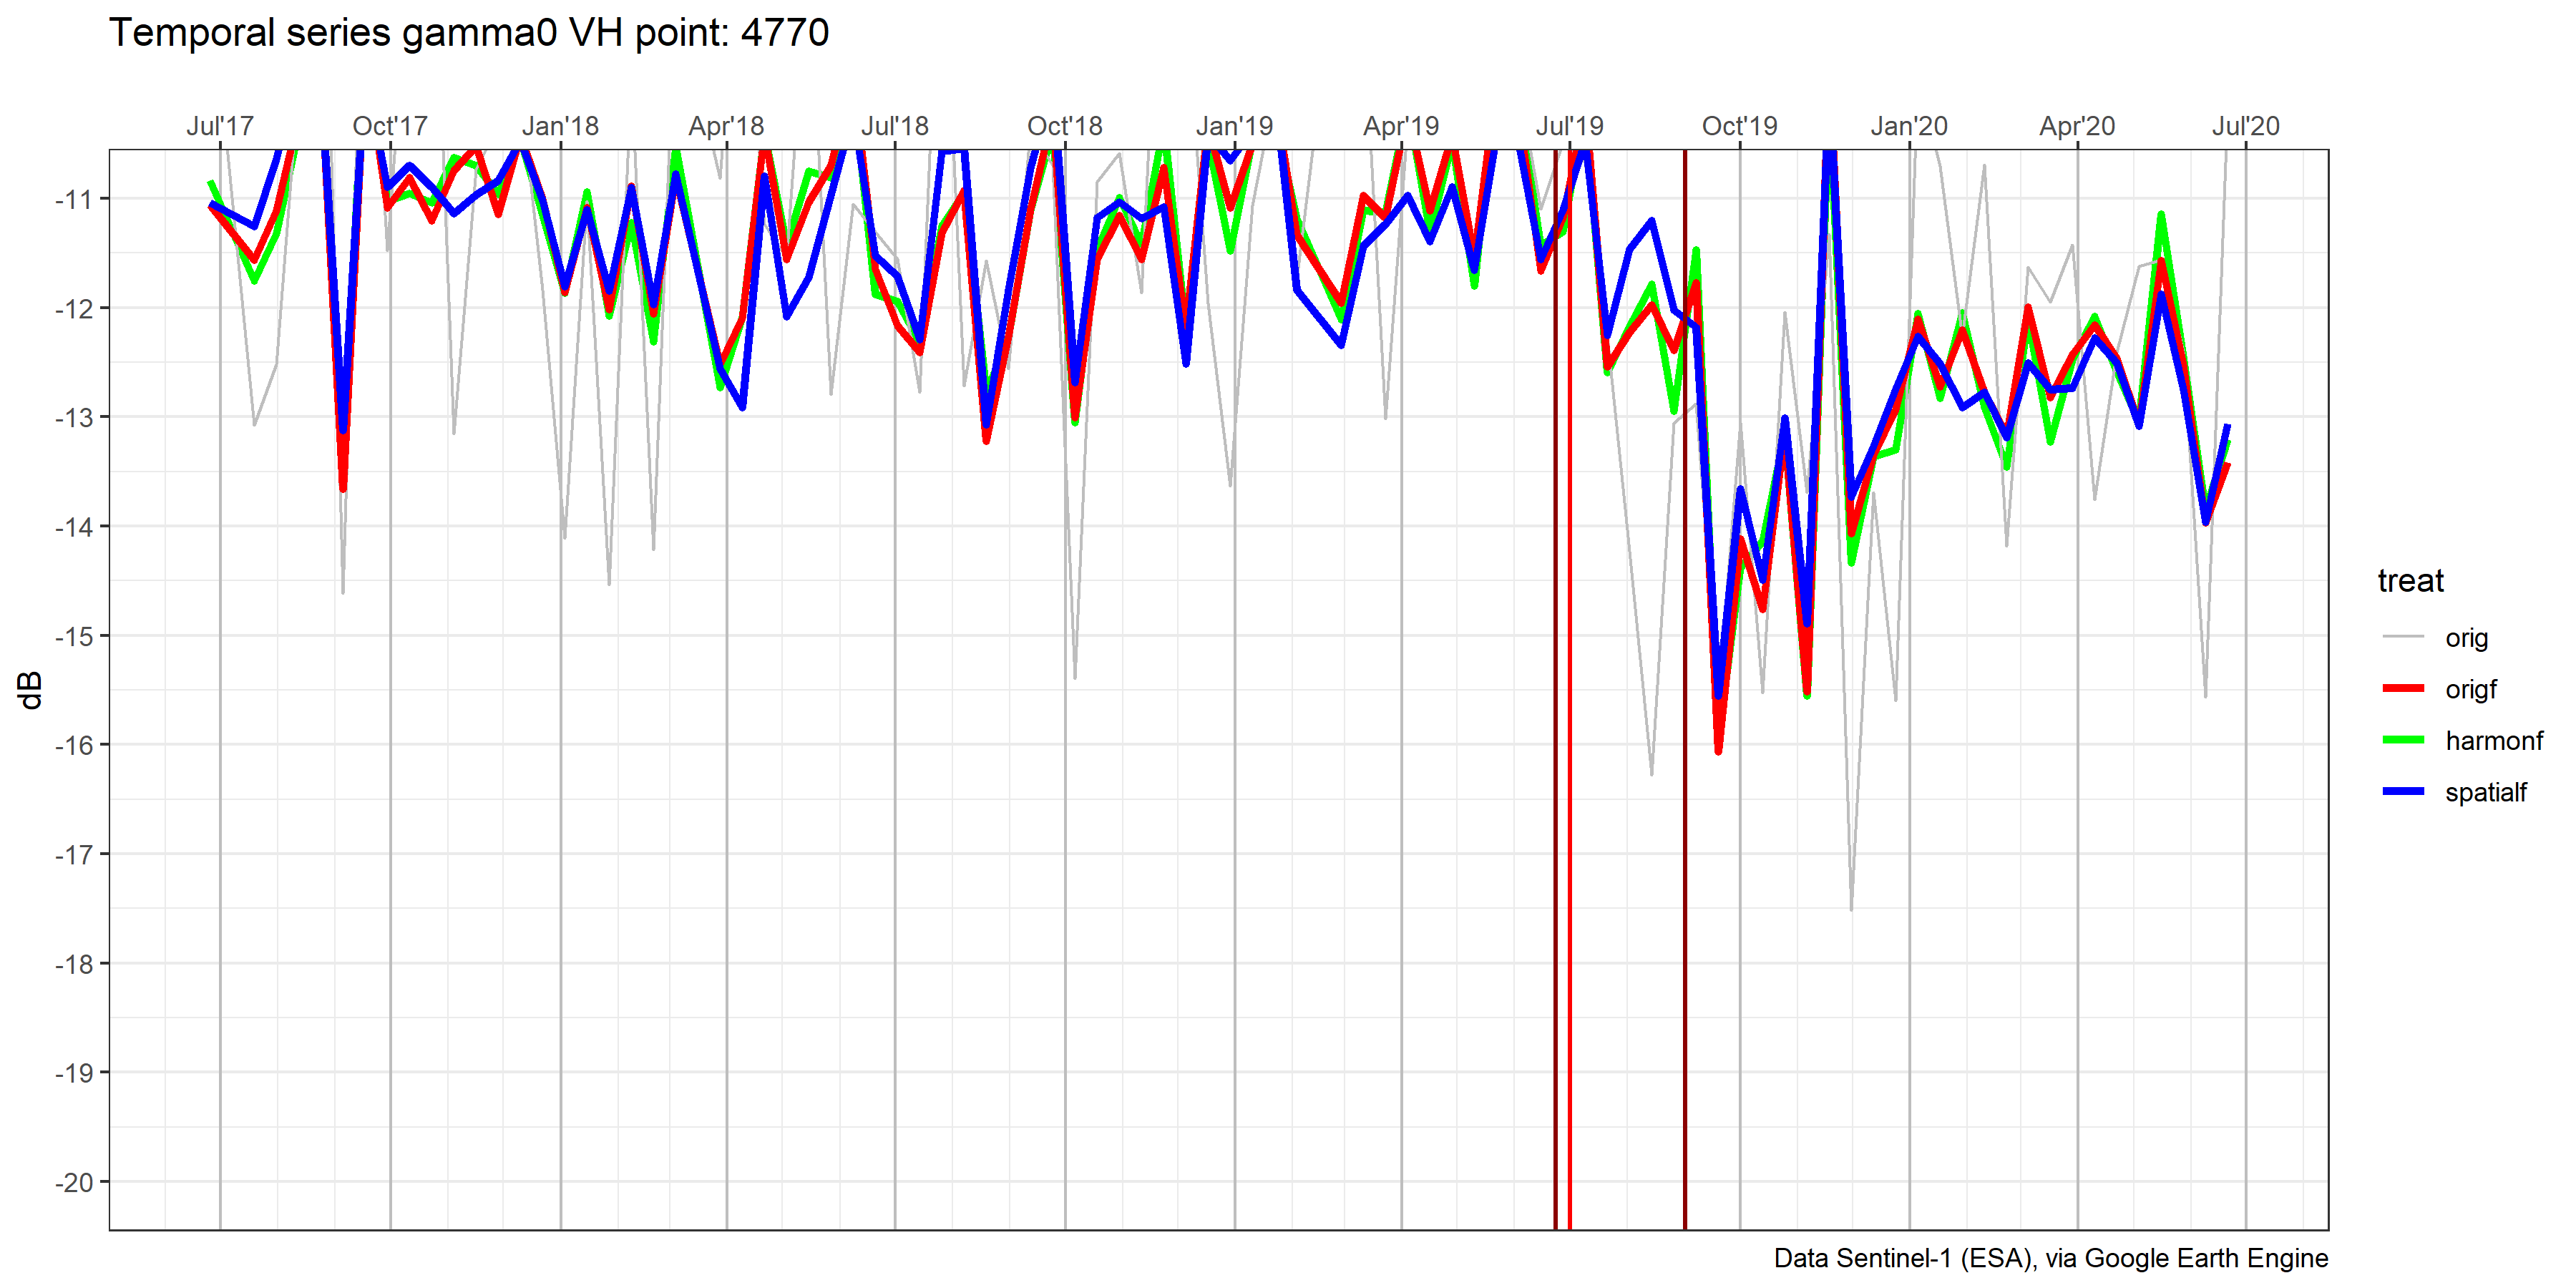 Temporal series gamma0 VH point: 4770
Jul'17 Oct'17 Jan'18 Apr'18 Jul'18 Oct'18 Jan'19 Apr'19 Jul'19 Oct'19 Jan'20 Apr'20 Jul'20
-11
-12
-13
-14
-15
-16
-17
-18
-19
-20
dB
treat
orig
origf
harmonf
spatialf
Data Sentinel-1 (ESA), via Google Earth Engine